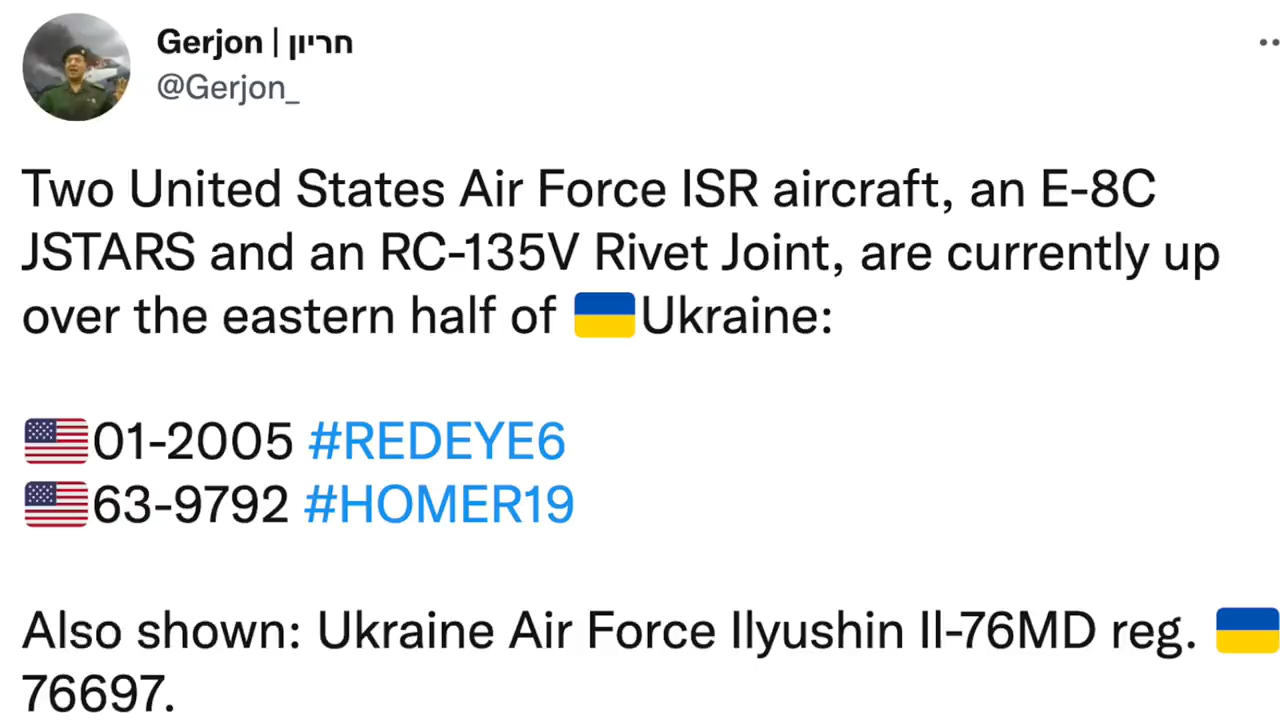 Gerjon | חריון
@Gerjon_
Two United States Air Force ISR aircraft, an E-8C
JSTARS and an RC-135V Rivet Joint, are currently up
over the eastern half of 🇺🇦Ukraine:
🇺🇸01-2005 #REDEYE6
🇺🇸63-9792 #HOMER19
Also shown: Ukraine Air Force Ilyushin Il-76MD reg. 🇺🇦
76697.